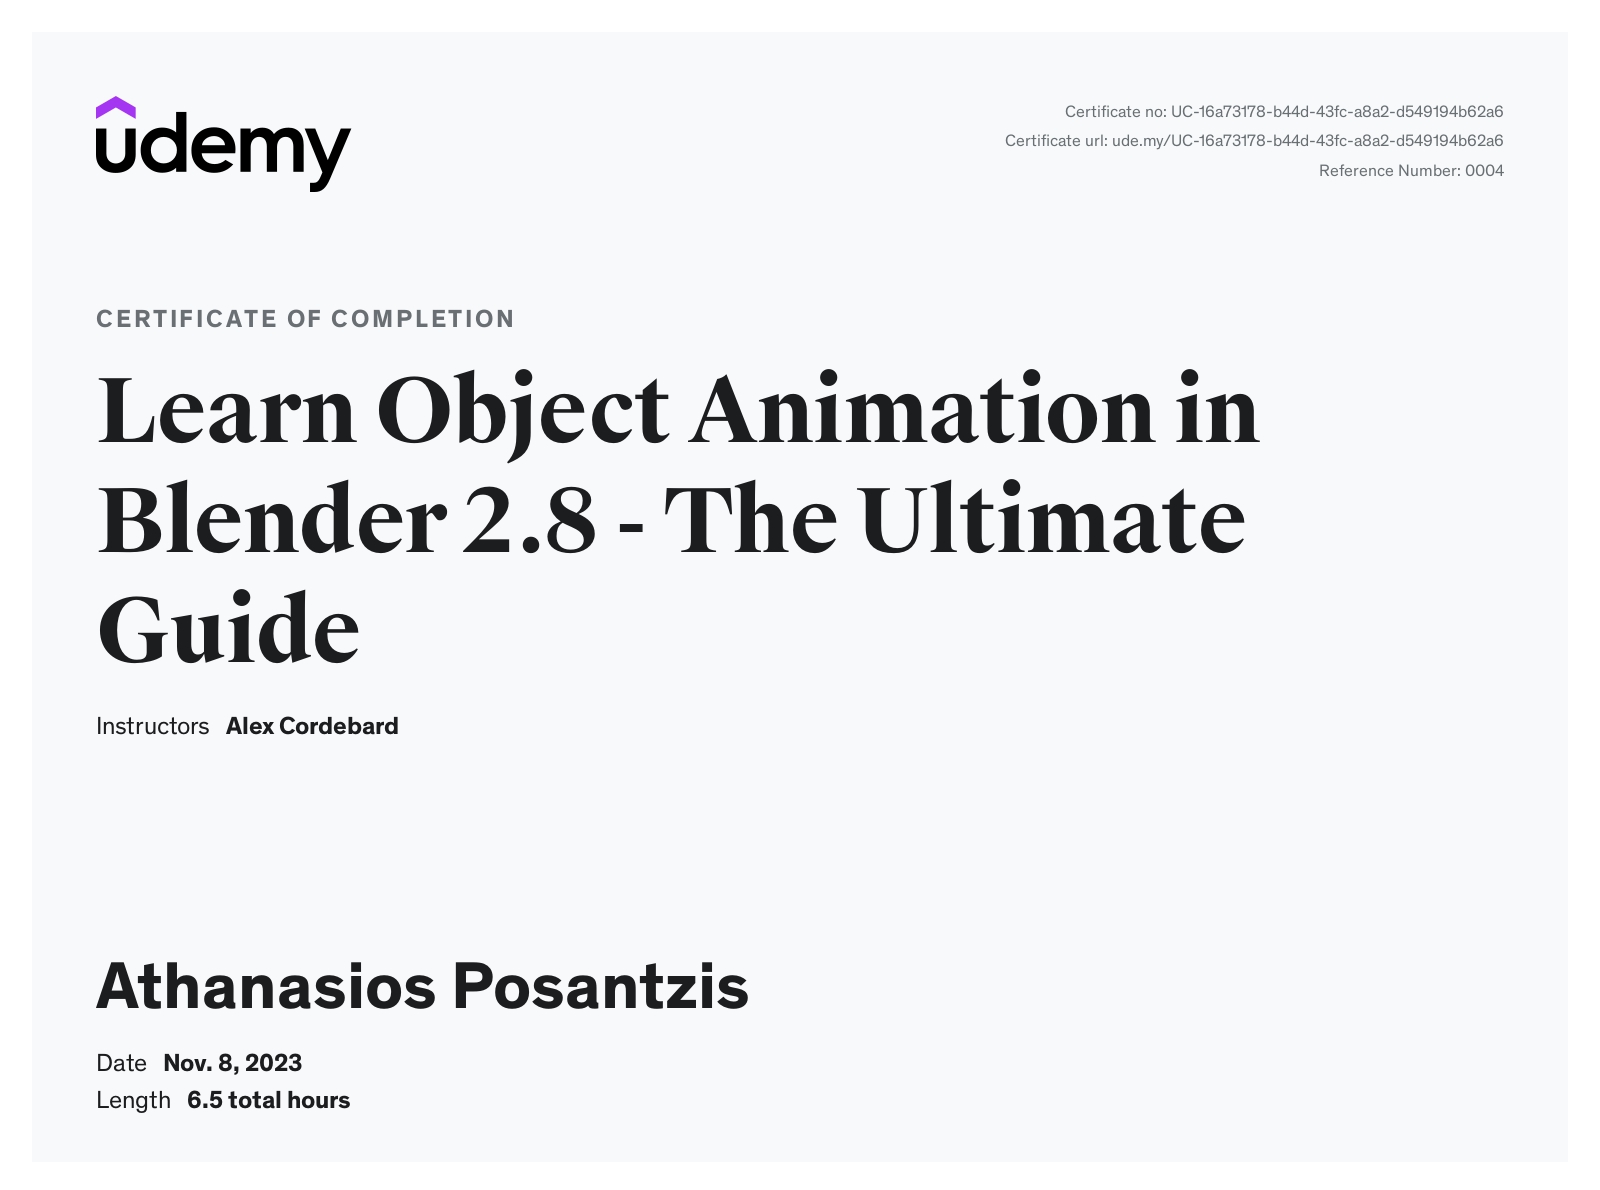 udemy
Certificate no: UC-16a73178-b44d-43fc-a8a2-d549194b62a6
Certificate url: ude.my/UC-16a73178-b44d-43fc-a8a2-d549194b62a6
Reference Number: 0004
CERTIFICATE OF COMPLETION
Learn Object Animation in
Blender 2.8 - The Ultimate
Guide
Instructors Alex Cordebard
Athanasios Posantzis
Date Nov. 8, 2023
Length 6.5 total hours